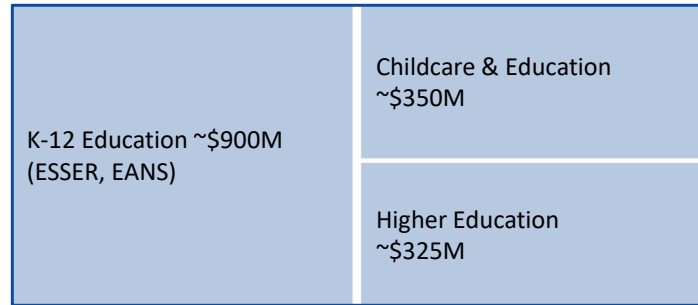 K-12 Education ~$900M
(ESSER, EANS)
Childcare & Education
~$350M
Higher Education
~$325M